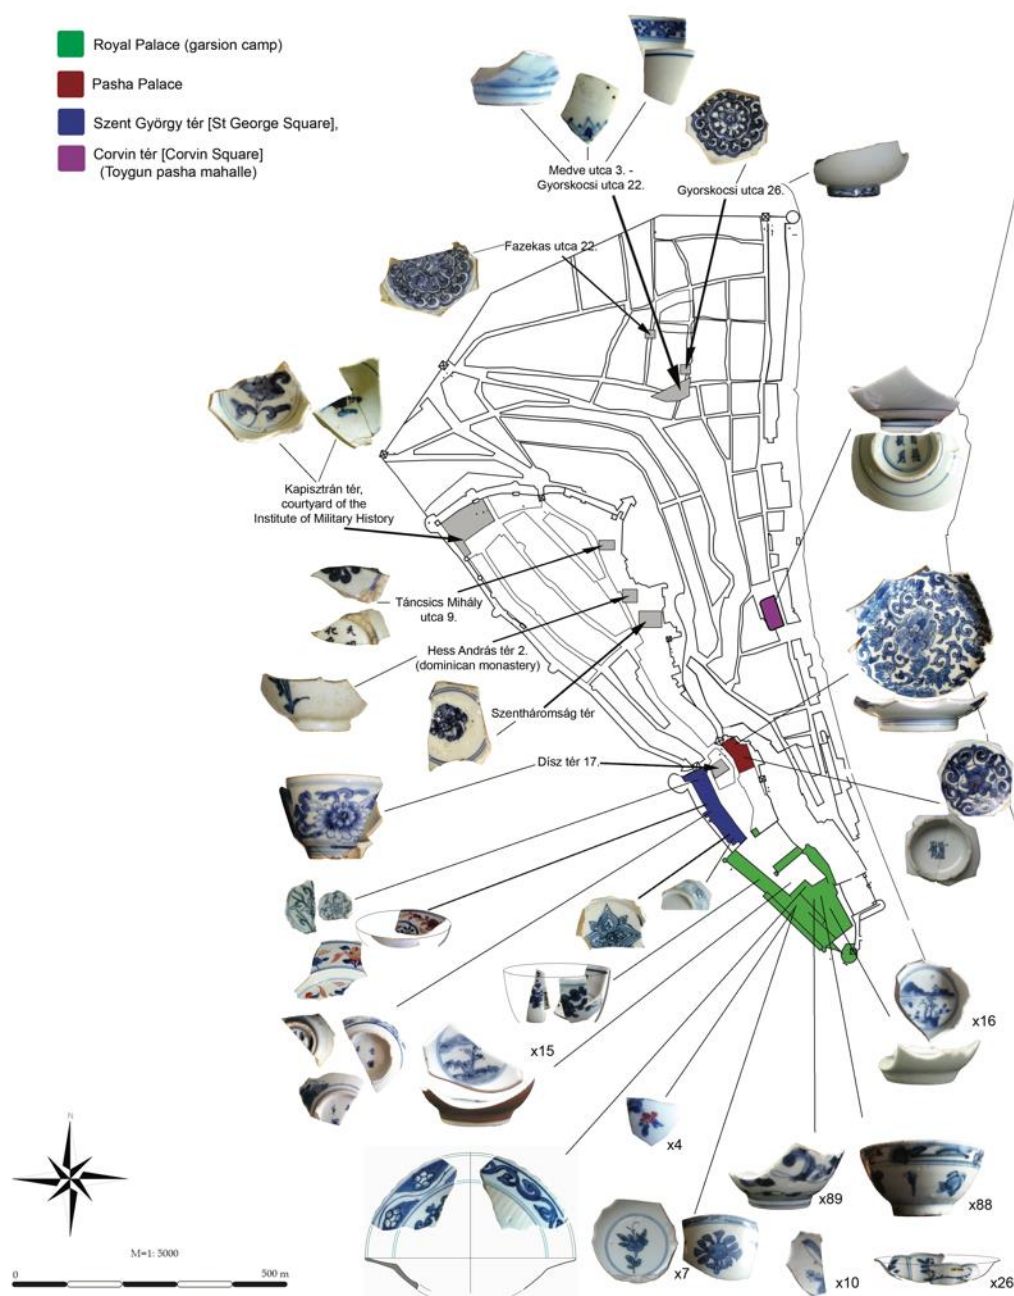 Royal Palace (garsion camp)
Pasha Palace
Szent György tér [St George Square],
Corvin tér [Corvin Square]
(Toygun pasha mahalle)
Medve utca 3. -
Gyorskocsi utca 22.
Gyorskocsi utca 26.
Fazekas utca 22.
Kapisztrán tér,
courtyard of the
Institute of Military History
Táncsics Mihály
utca 9.
Hess András tér 2.
(dominican monastery)
Szentháromság tér
Dísz tér 17.
x16
x15
x4
x89
x88
x7
x10
x26
N
M=1: 5000
0
500 m